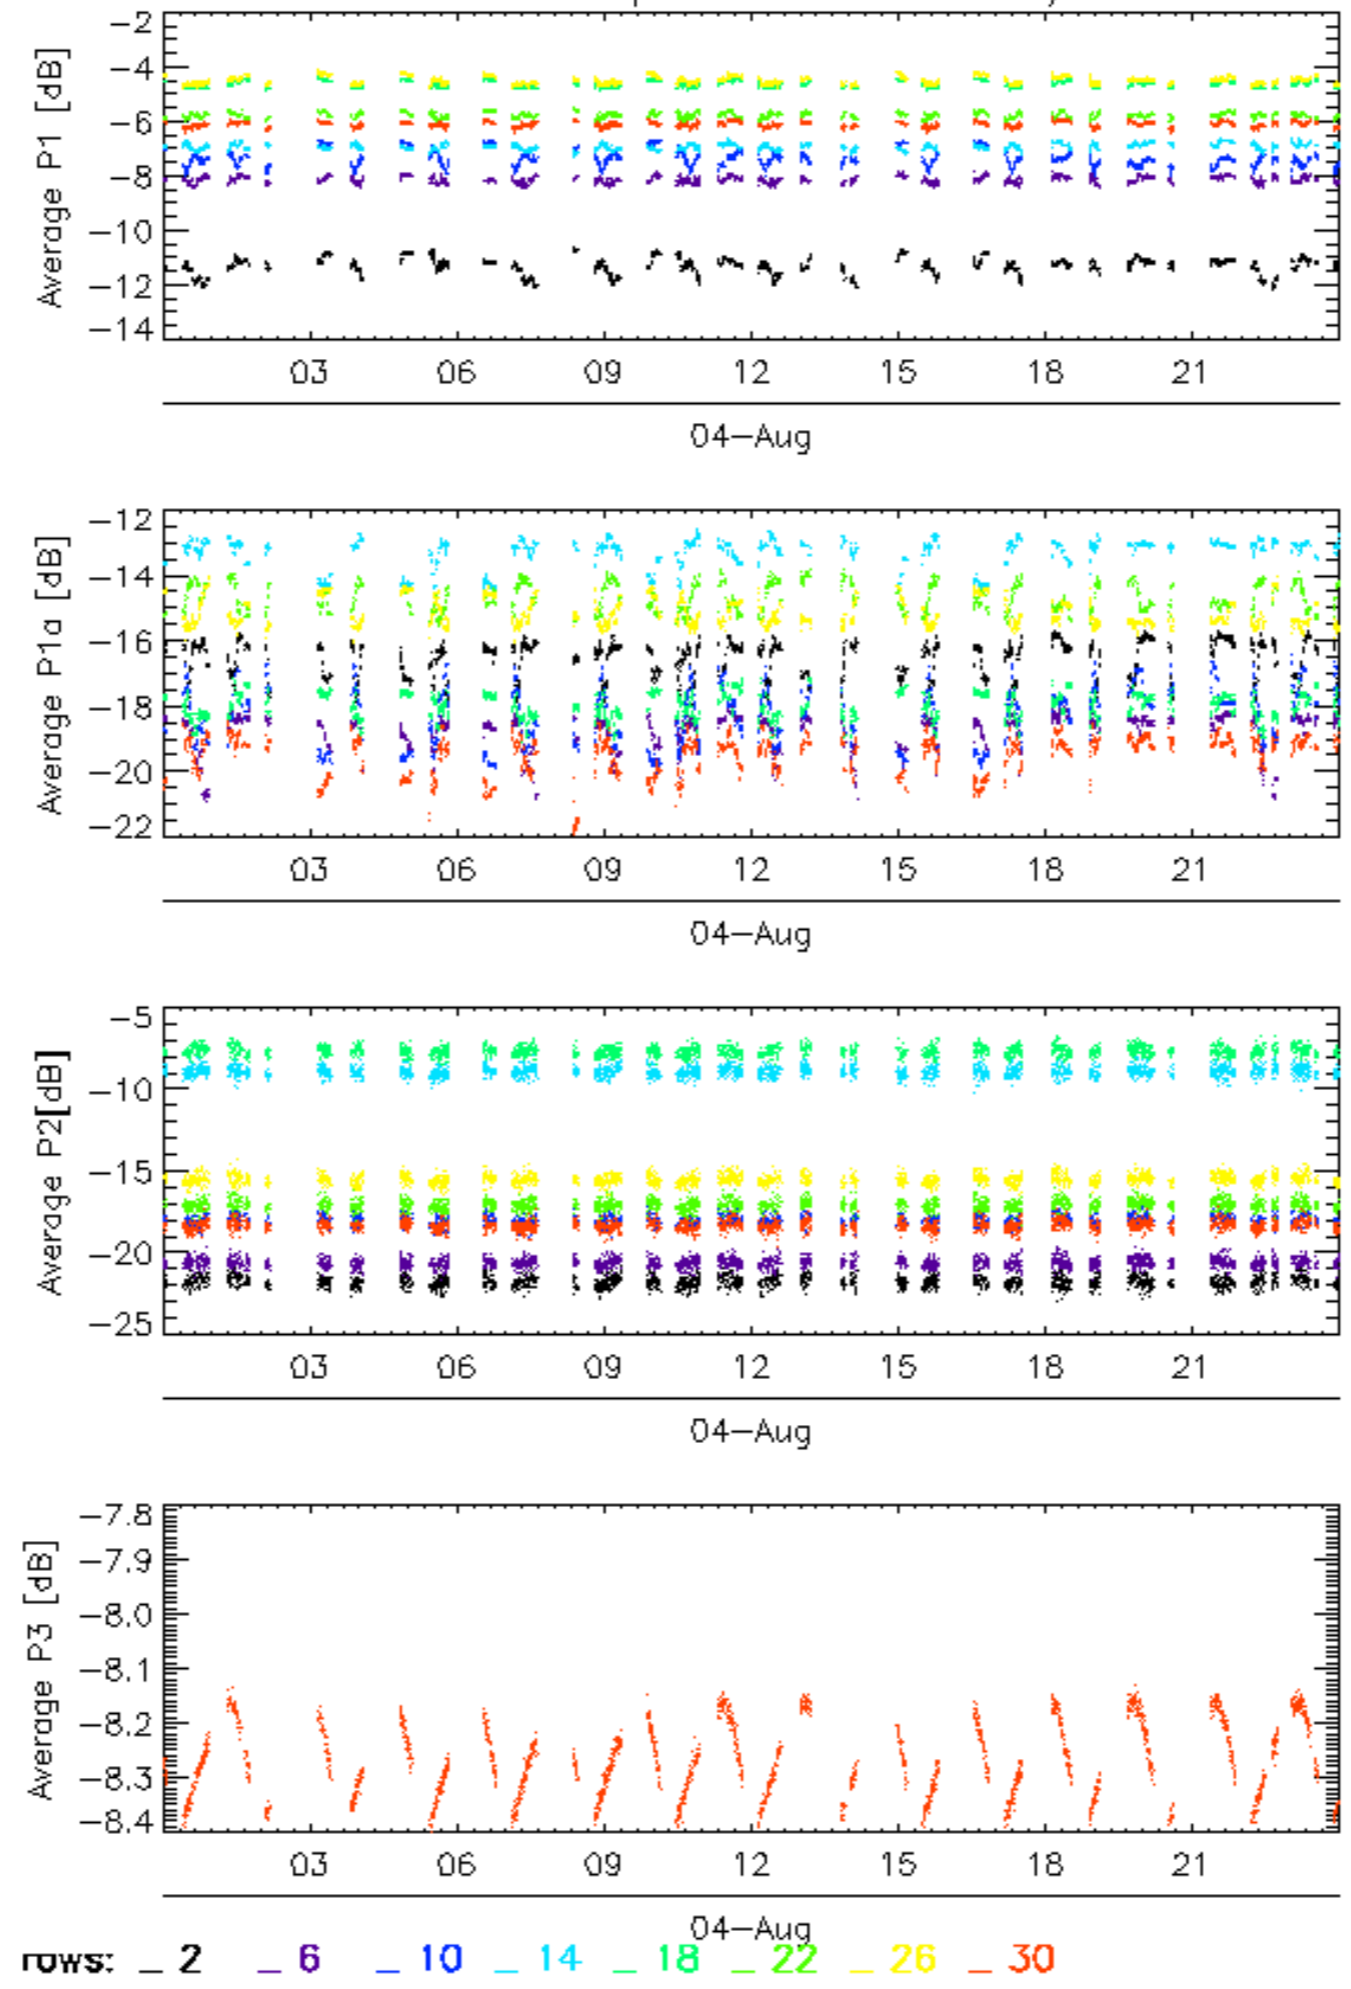 Average P1 [dB]
-2
-4
-6
-8
-10
-12
-14
03 06 09 12 15 18 21
04-Aug
Average P1a [dB]
-12
-14
-16
-18
-20
-22
03 06 09 12 15 18 21
04-Aug
Average P2[dB]
-5
-10
-15
-20
-25
03 06 09 12 15 18 21
04-Aug
Average P3 [dB]
-7.8
-7.9
-8.0
-8.1
-8.2
-8.3
-8.4
03 06 09 12 15 18 21
04-Aug
rows: _ 2 _ 6 _ 10 _ 14 _ 18 _ 22 _ 26 _ 30